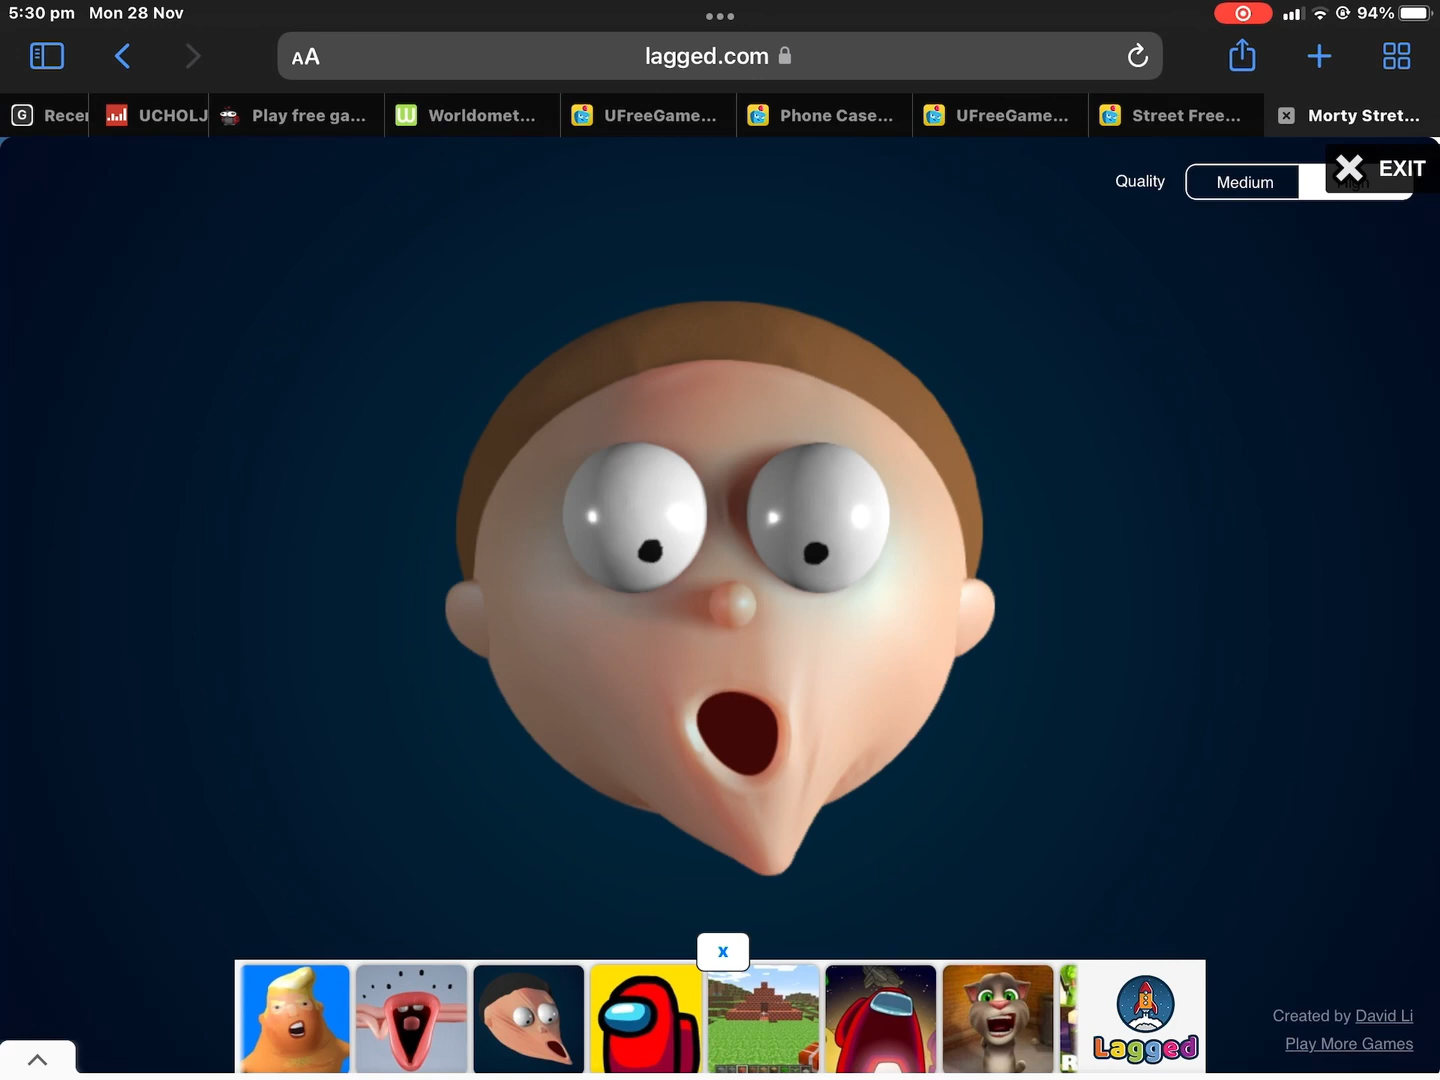 5:30 pm Mon 28 Nov
94%
AA
lagged.com
G Recei
UCHOLJ
Play free ga...
W Worldomet...
UFreeGame...
Phone Case...
UFreeGame...
Street Free...
Morty Stret...
Quality
Medium
High
EXIT
x
Lagged
R
Created by David Li
Play More Games